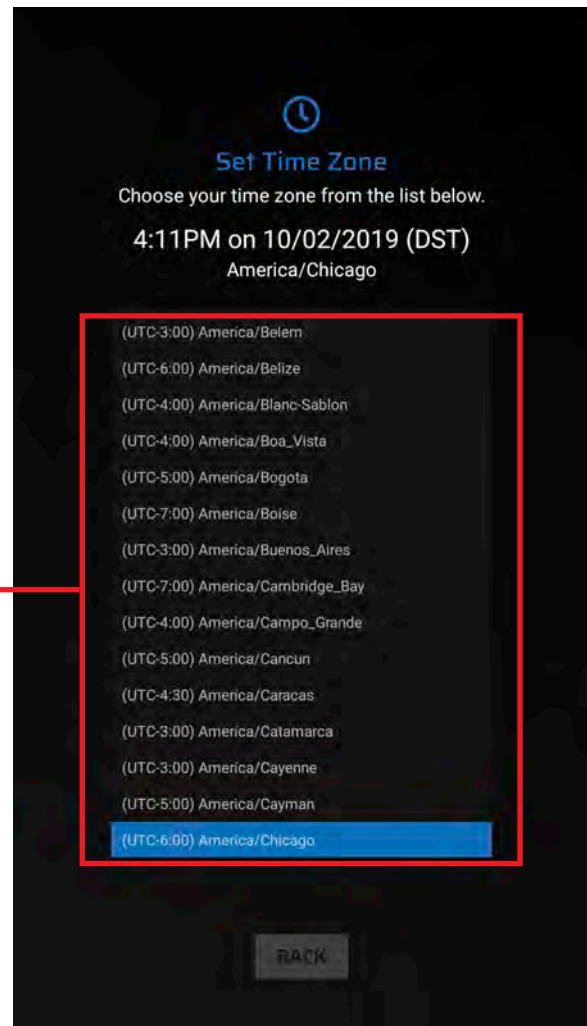 Set Time Zone
Choose your time zone from the list below.
4:11PM on 10/02/2019 (DST)
America/Chicago
(UTC-3:00) America/Belem
(UTC-6:00) America/Belize
(UTC-4:00) America/Blanc-Sablon
(UTC-4:00) America/Boa_Vista
(UTC-5:00) America/Bogota
(UTC-7:00) America/Boise
(UTC-3:00) America/Buenos_Aires
(UTC-7:00) America/Cambridge_Bay
(UTC-4:00) America/Campo_Grande
(UTC-5:00) America/Cancun
(UTC-4:30) America/Caracas
(UTC-3:00) America/Catamarca
(UTC-3:00) America/Cayenne
(UTC-5:00) America/Cayman
(UTC-6:00) America/Chicago
BACK